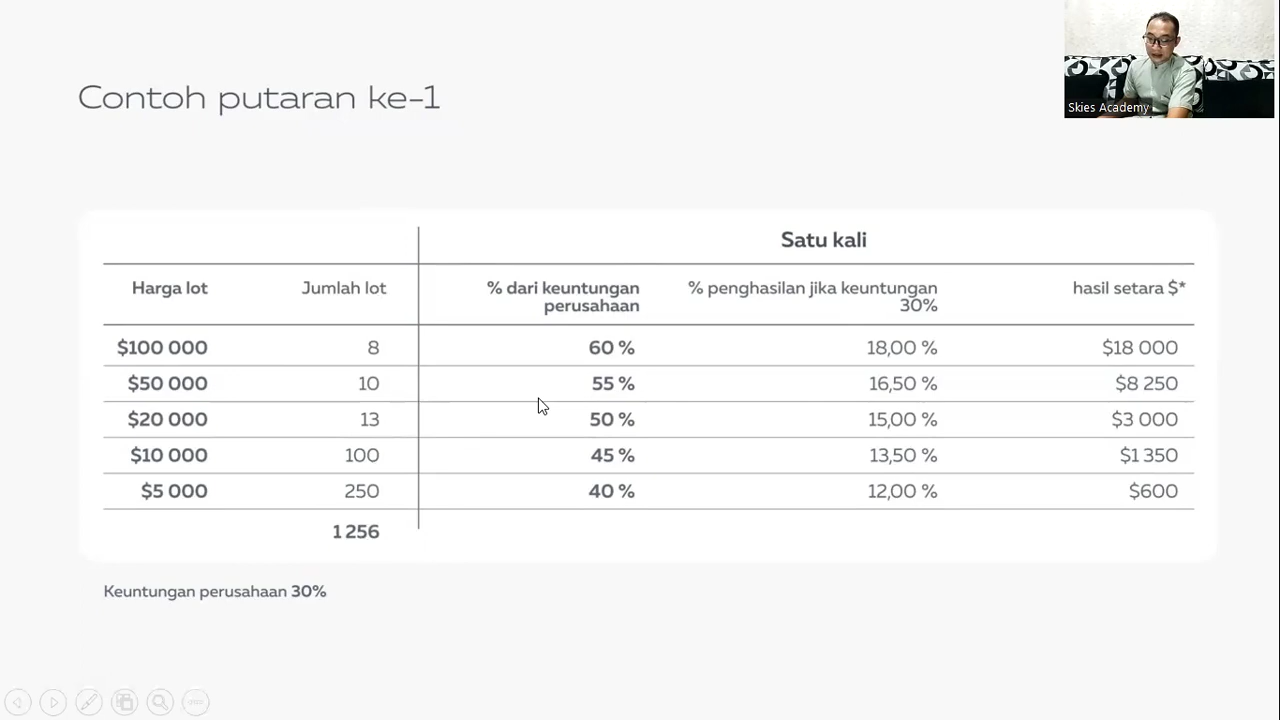 Contoh putaran ke-1
Skies Academy
Satu kali
Harga lot Jumlah lot % dari keuntungan perusahaan % penghasilan jika keuntungan 30% hasil setara $*
$100 000 8 60 % 18,00 % $18 000
$50 000 10 55 % 16,50 % $8 250
$20 000 13 50 % 15,00 % $3 000
$10 000 100 45 % 13,50 % $1 350
$5 000 250 40 % 12,00 % $600
1 256
Keuntungan perusahaan 30%